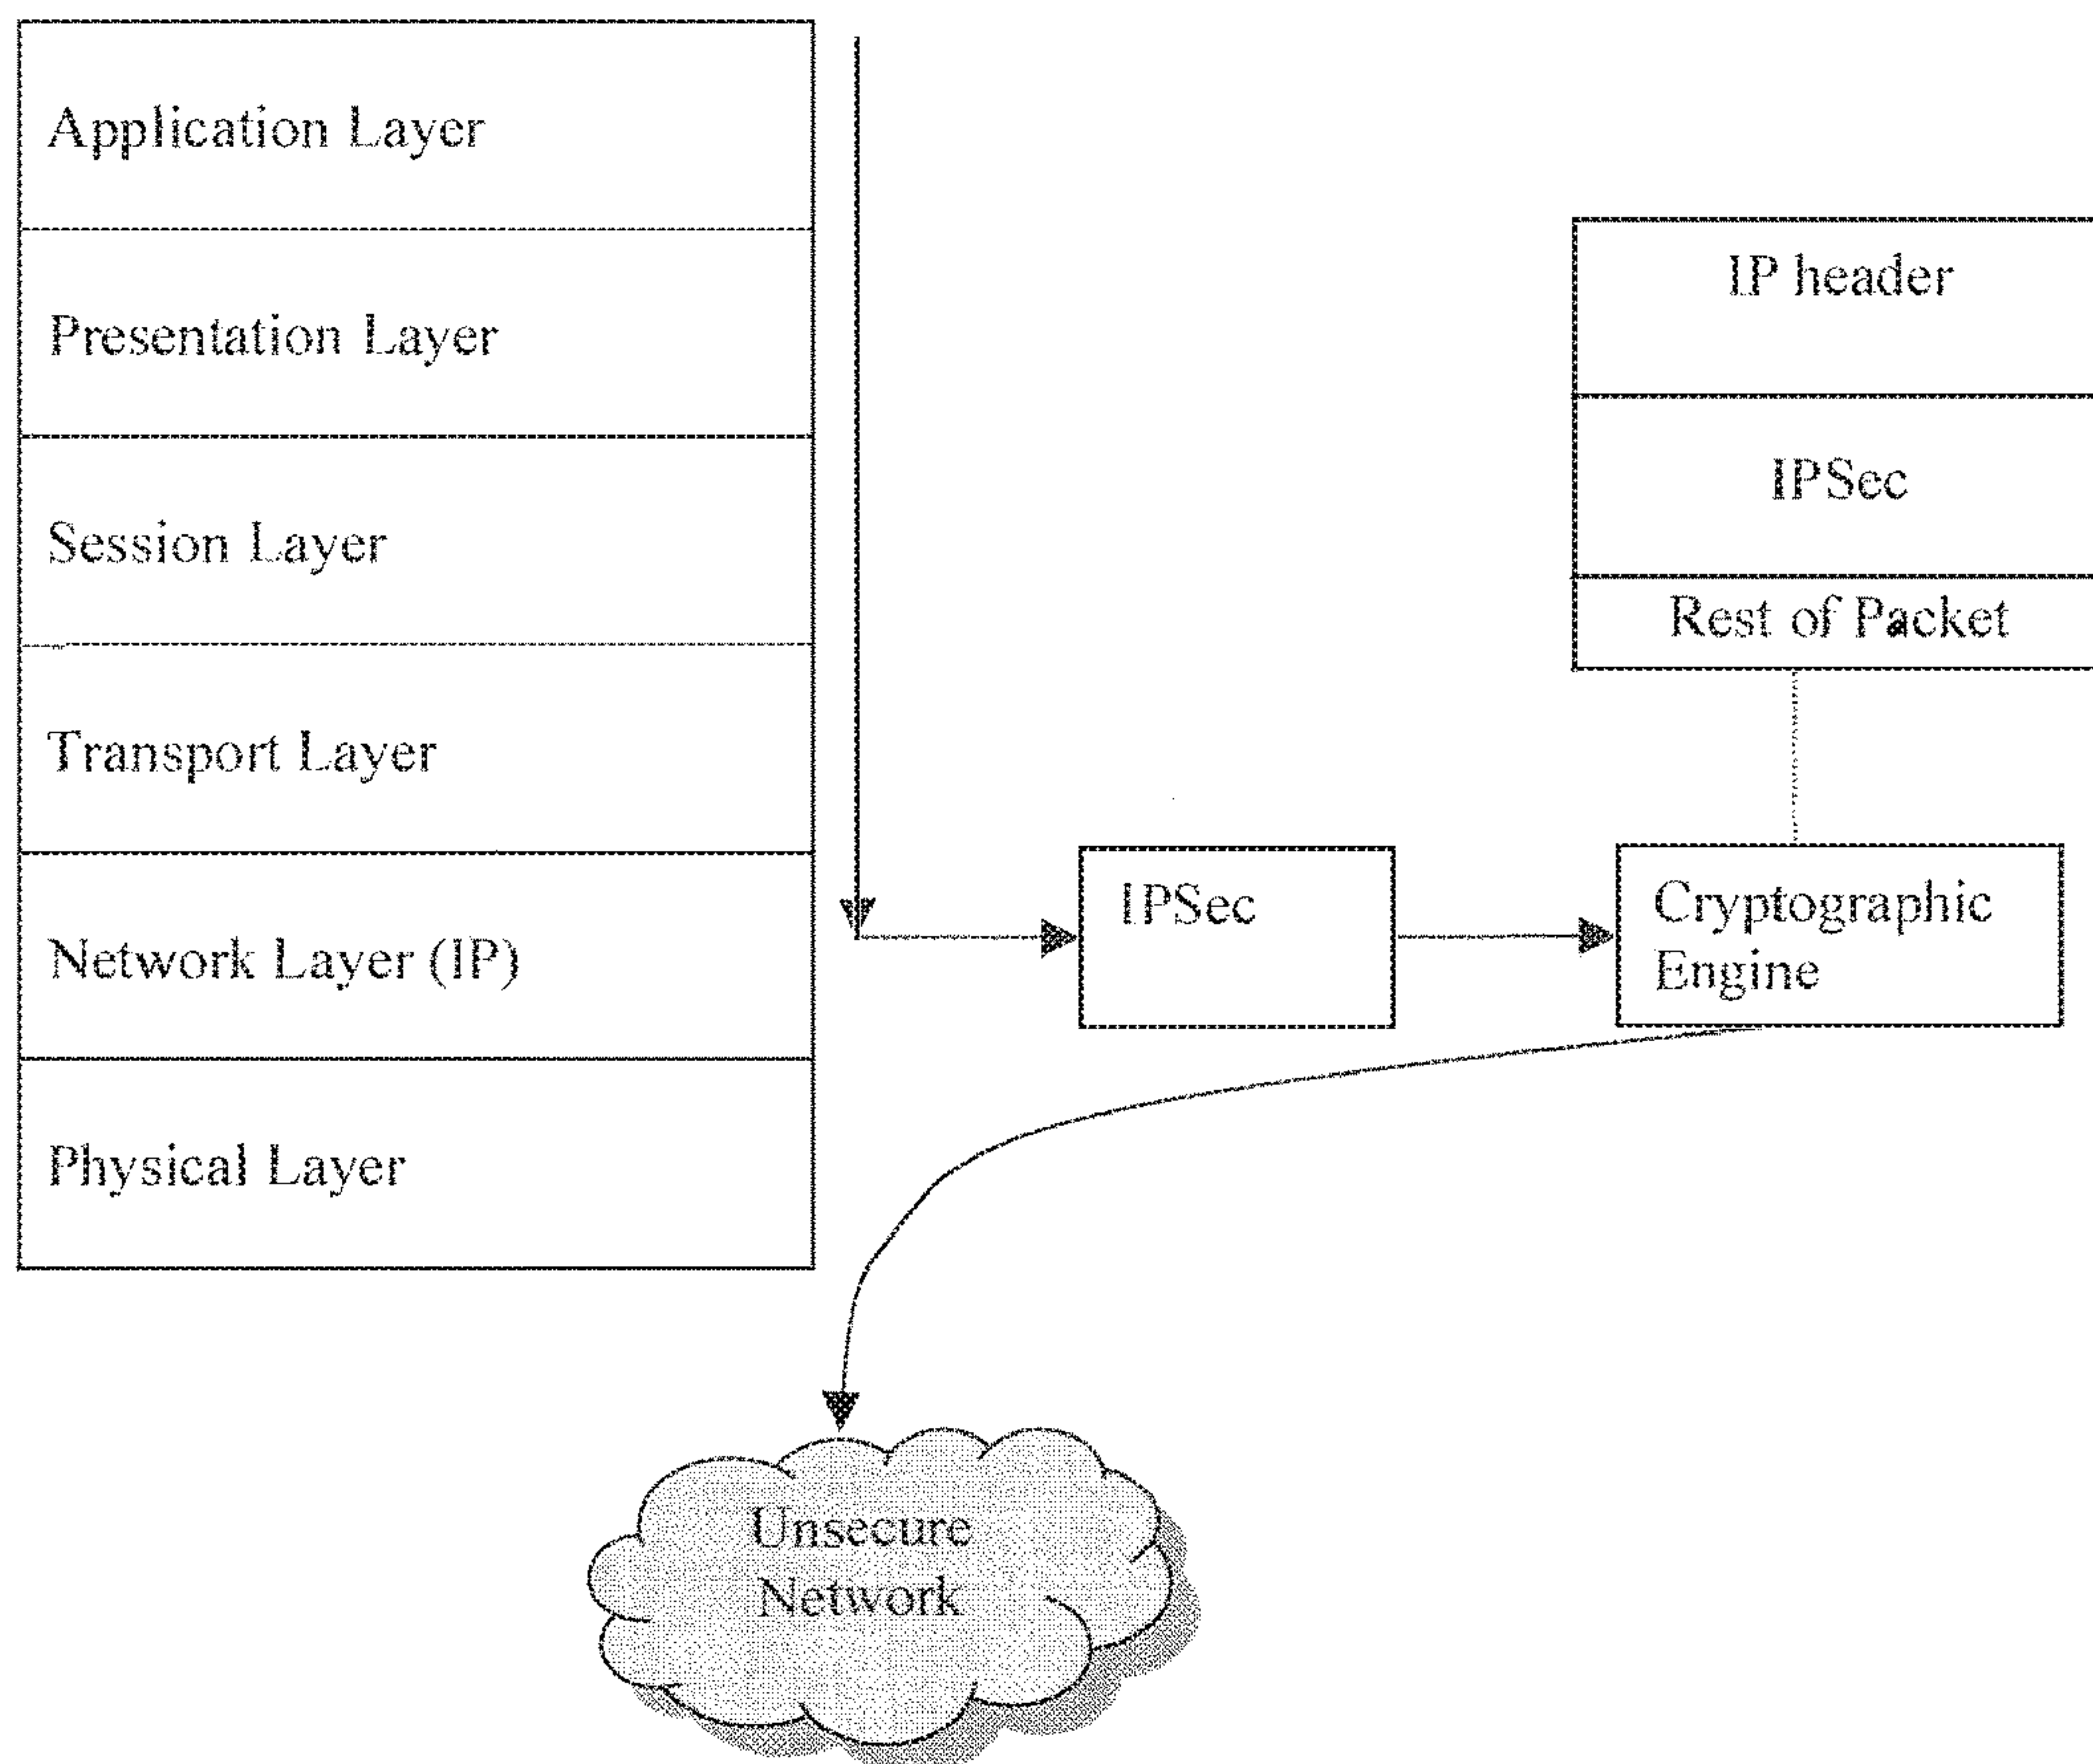 Application Layer
Presentation Layer
Session Layer
Transport Layer
Network Layer (IP)
Physical Layer
IP header
IPSec
Rest of Packet
IPSec
Cryptographic
Engine
Unsecure
Network